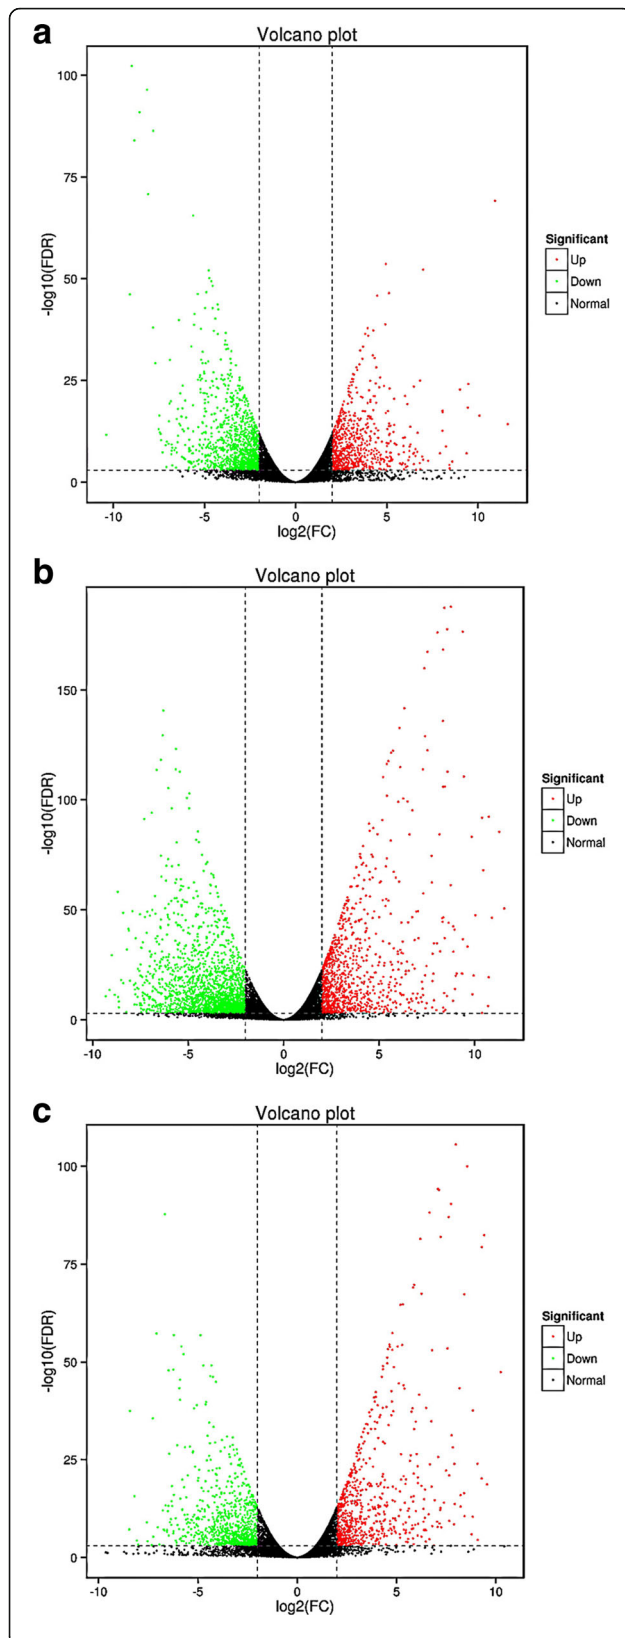 a
Volcano plot
100
75
50
25
0
-log10(FDR)
-10 -5 0 5 10
log2(FC)
Significant
Up
Down
Normal
b
Volcano plot
150
100
50
0
-log10(FDR)
-10 -5 0 5 10
log2(FC)
Significant
Up
Down
Normal
c
Volcano plot
100
75
50
25
0
-log10(FDR)
-10 -5 0 5 10
log2(FC)
Significant
Up
Down
Normal